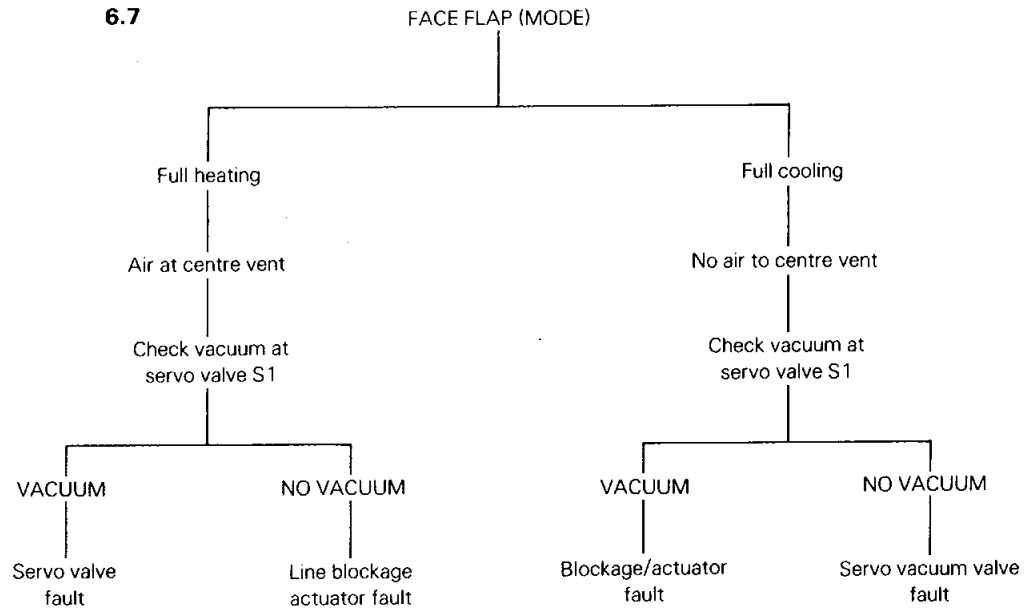 6.7
FACE FLAP (MODE)
Full heating
Full cooling
Air at centre vent
No air to centre vent
Check vacuum at
servo valve S1
Check vacuum at
servo valve S1
VACUUM
NO VACUUM
VACUUM
NO VACUUM
Servo valve
fault
Line blockage
actuator fault
Blockage/actuator
fault
Servo vacuum valve
fault